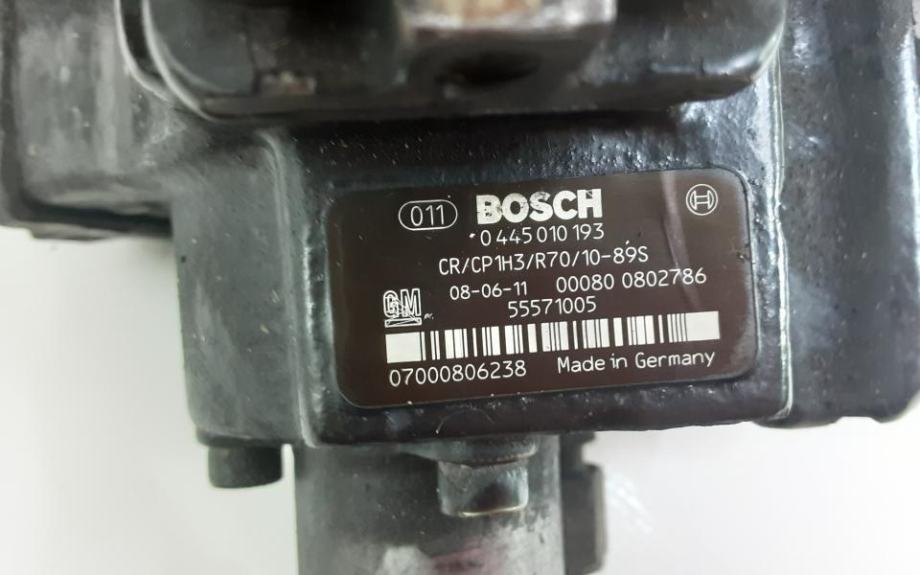 011 BOSCH
0 445 010 193
CR/CP1H3/R70/10-89S
08-06-11 00080 0802786
GM 55571005
07000806238 Made in Germany